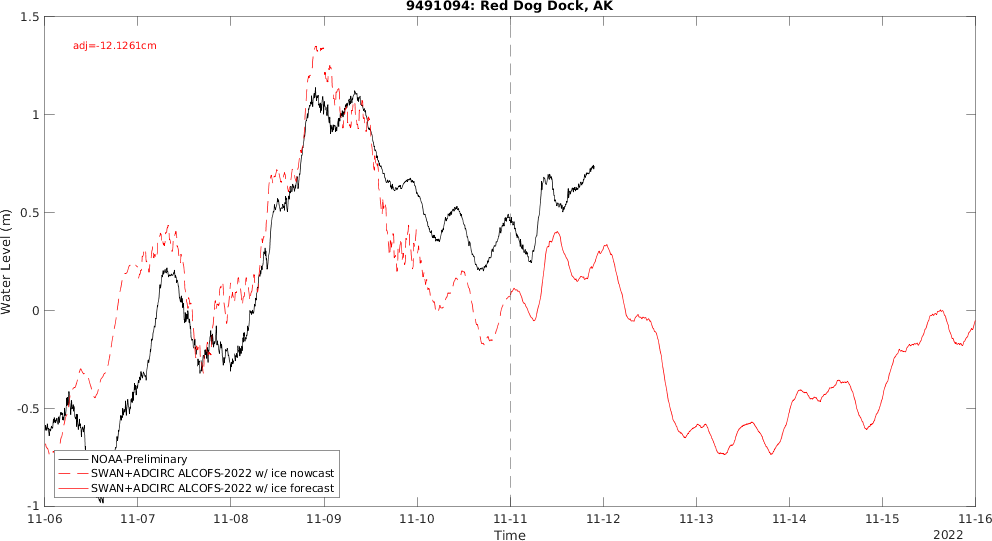 9491094: Red Dog Dock, AK
adj=-12.1261cm
Water Level (m)
1.5
1
0.5
0
-0.5
-1
NOAA-Preliminary
SWAN+ADCIRC ALCOFS-2022 w/ ice nowcast
SWAN+ADCIRC ALCOFS-2022 w/ ice forecast
11-06 11-07 11-08 11-09 11-10 11-11 11-12 11-13 11-14 11-15 11-16
Time
2022